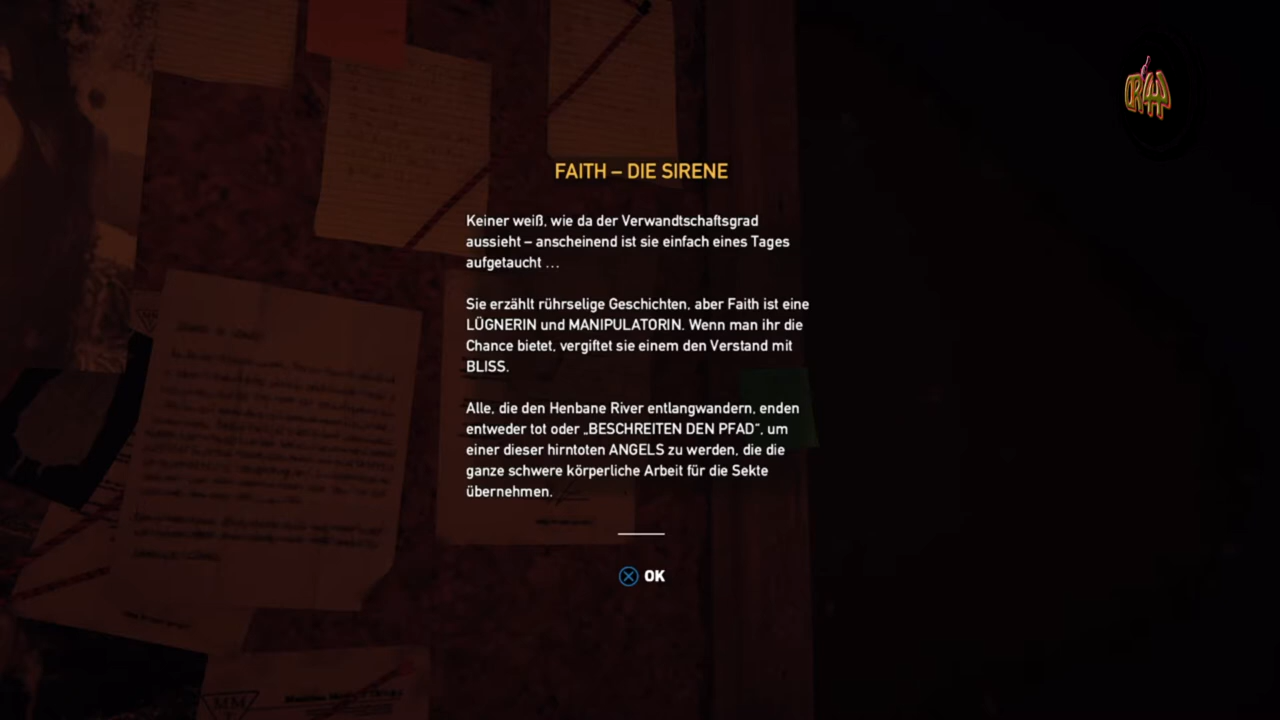 FAITH – DIE SIRENE
Keiner weiß, wie da der Verwandtschaftsgrad
aussieht – anscheinend ist sie einfach eines Tages
aufgetaucht ...
Sie erzählt rührselige Geschichten, aber Faith ist eine
LÜGNERIN und MANIPULATORIN. Wenn man ihr die
Chance bietet, vergiftet sie einem den Verstand mit
BLISS.
Alle, die den Henbane River entlangwandern, enden
entweder tot oder „BESCHREITEN DEN PFAD“, um
einer dieser hirntoten ANGELS zu werden, die die
ganze schwere körperliche Arbeit für die Sekte
übernehmen.
OK